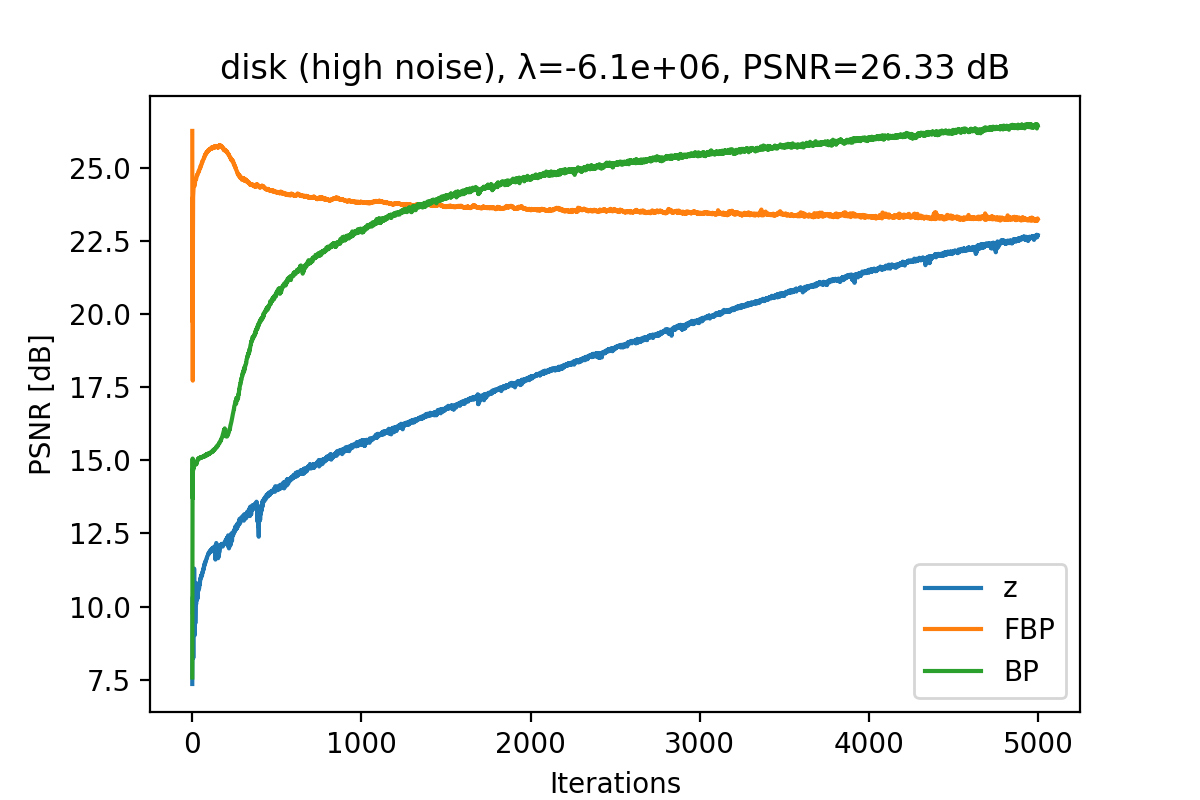 disk (high noise), λ=-6.1e+06, PSNR=26.33 dB
PSNR [dB]
25.0
22.5
20.0
17.5
15.0
12.5
10.0
7.5
z
FBP
BP
0 1000 2000 3000 4000 5000
Iterations